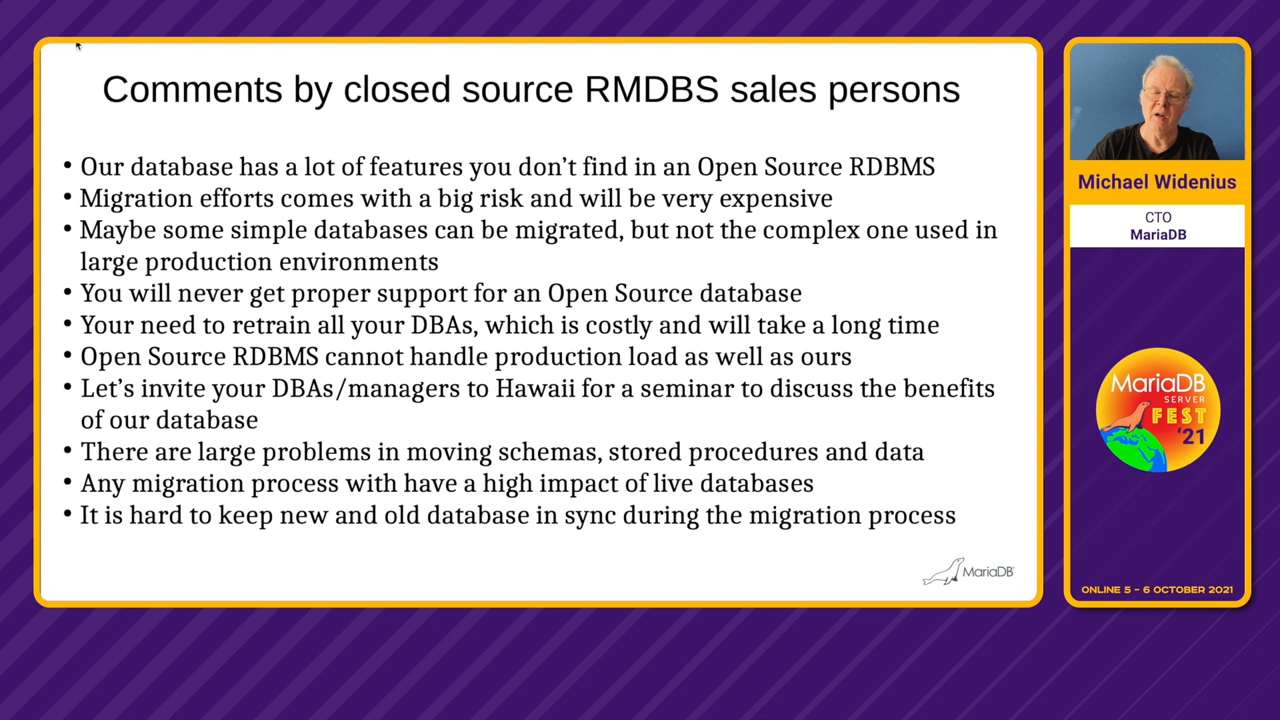 Comments by closed source RMDBS sales persons
• Our database has a lot of features you don’t find in an Open Source RDBMS
• Migration efforts comes with a big risk and will be very expensive
• Maybe some simple databases can be migrated, but not the complex one used in
large production environments
• You will never get proper support for an Open Source database
• Your need to retrain all your DBAs, which is costly and will take a long time
• Open Source RDBMS cannot handle production load as well as ours
• Let’s invite your DBAs/managers to Hawaii for a seminar to discuss the benefits
of our database
• There are large problems in moving schemas, stored procedures and data
• Any migration process with have a high impact of live databases
• It is hard to keep new and old database in sync during the migration process
MariaDB
Michael Widenius
CTO
MariaDB
MariaDB
SERVER
FEST
'21
ONLINE 5 – 6 OCTOBER 2021